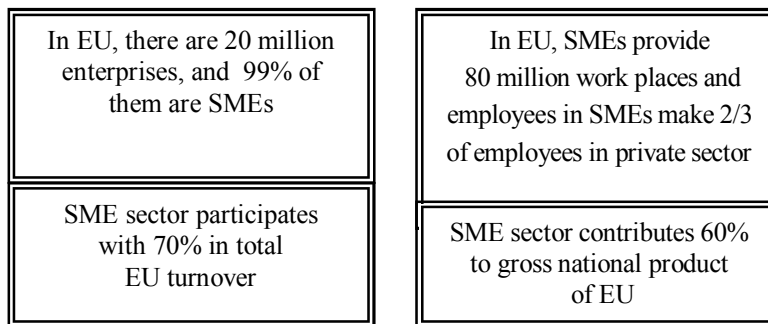 In EU, there are 20 million
enterprises, and 99% of
them are SMEs
In EU, SMEs provide
80 million work places and
employees in SMEs make 2/3
of employees in private sector
SME sector participates
with 70% in total
EU turnover
SME sector contributes 60%
to gross national product
of EU